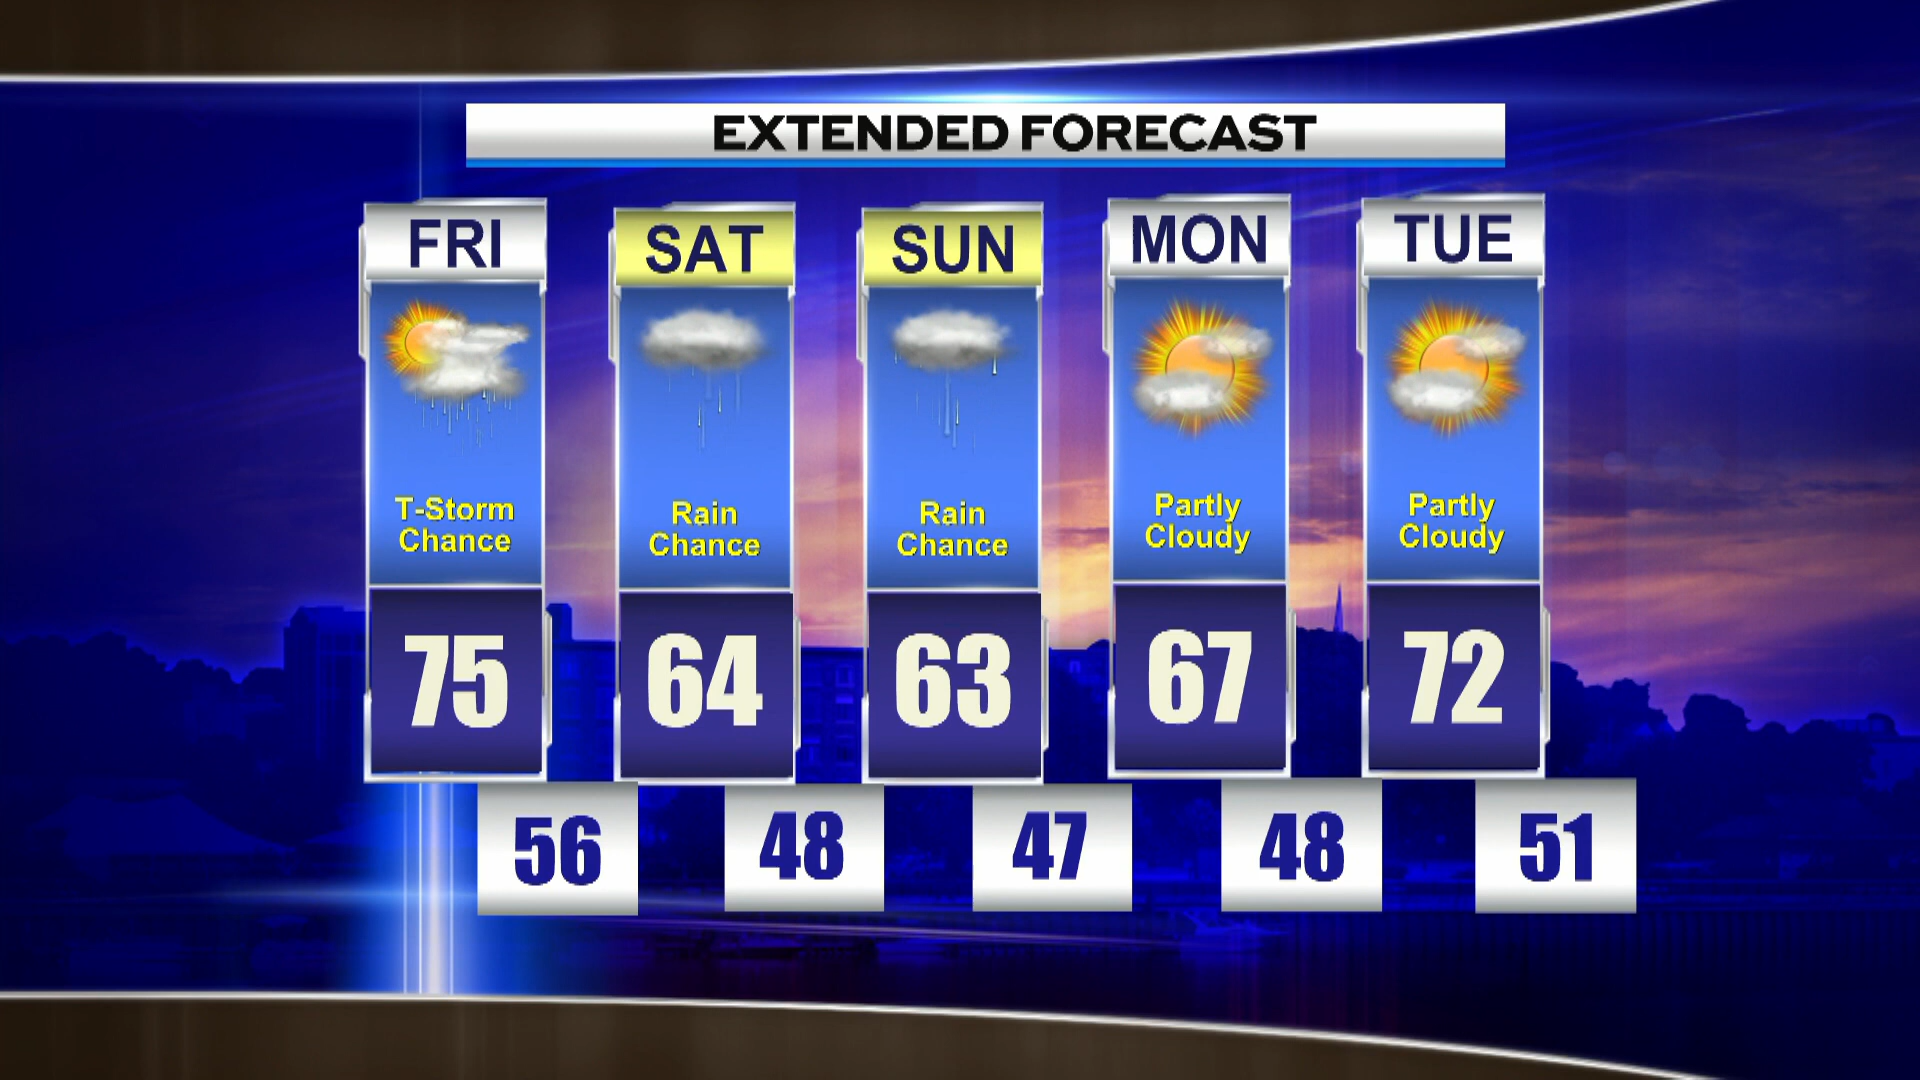 EXTENDED FORECAST
FRI SAT SUN MON TUE
T-Storm
Chance
Rain
Chance
Rain
Chance
Partly
Cloudy
Partly
Cloudy
75 64 63 67 72
56 48 47 48 51